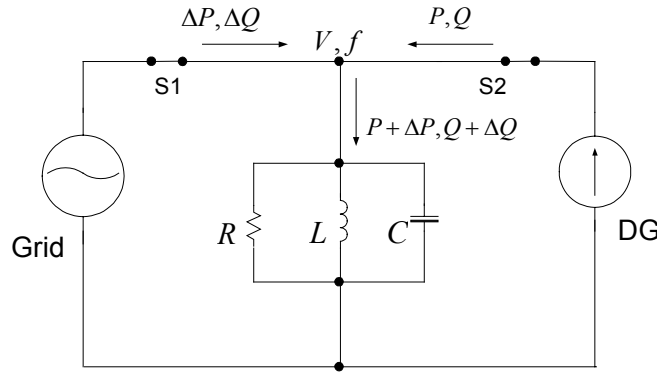 ΔP, ΔQ
V, f
P, Q
S1
S2
P + ΔP, Q + ΔQ
R
L
C
Grid
DG